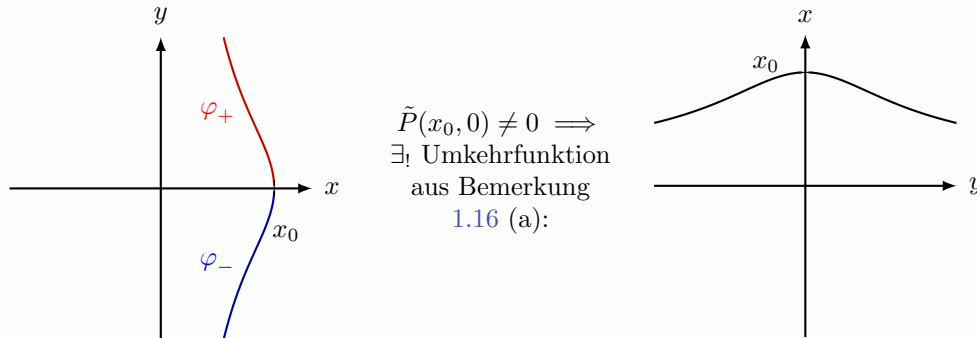 y
φ₊
x
x₀
φ₋
P̃(x₀, 0) ≠ 0 ⟹
∃! Umkehrfunktion
aus Bemerkung
1.16 (a):
x
x₀
y